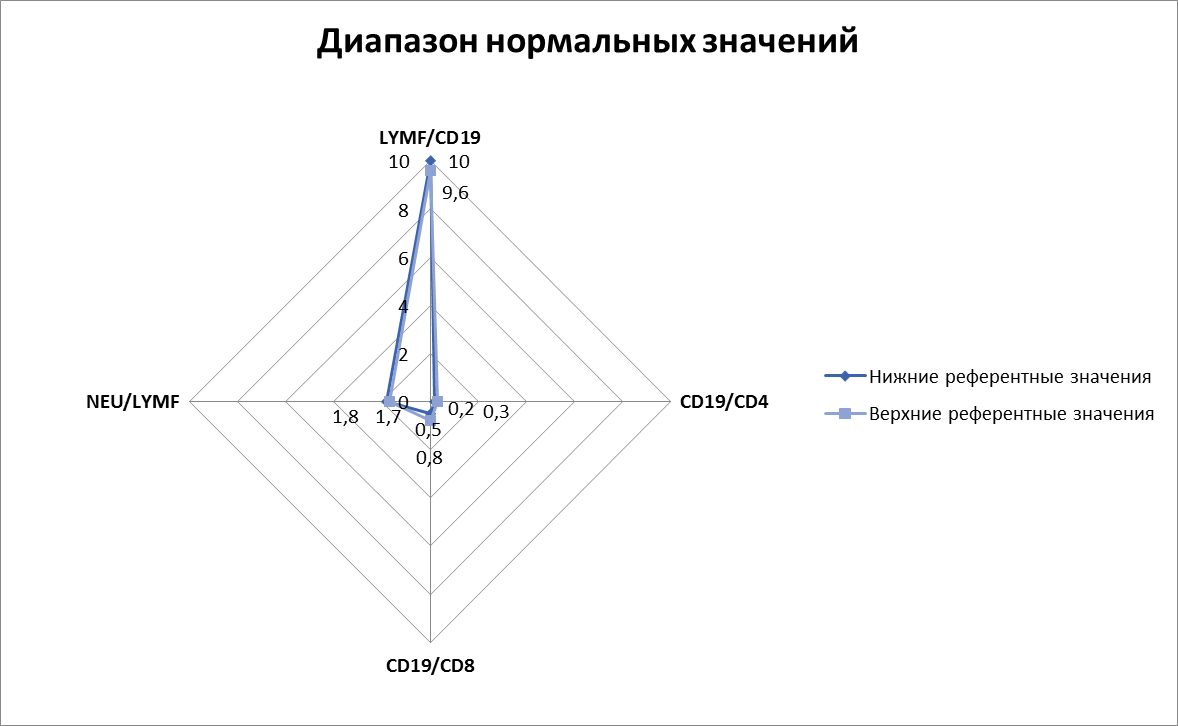 Диапазон нормальных значений
LYMF/CD19
10 10
9,6
8
6
4
2
NEU/LYMF 0 CD19/CD4
1,8 1,7 0,2 0,3
0,5
0,8
CD19/CD8
Нижние референтные значения
Верхние референтные значения